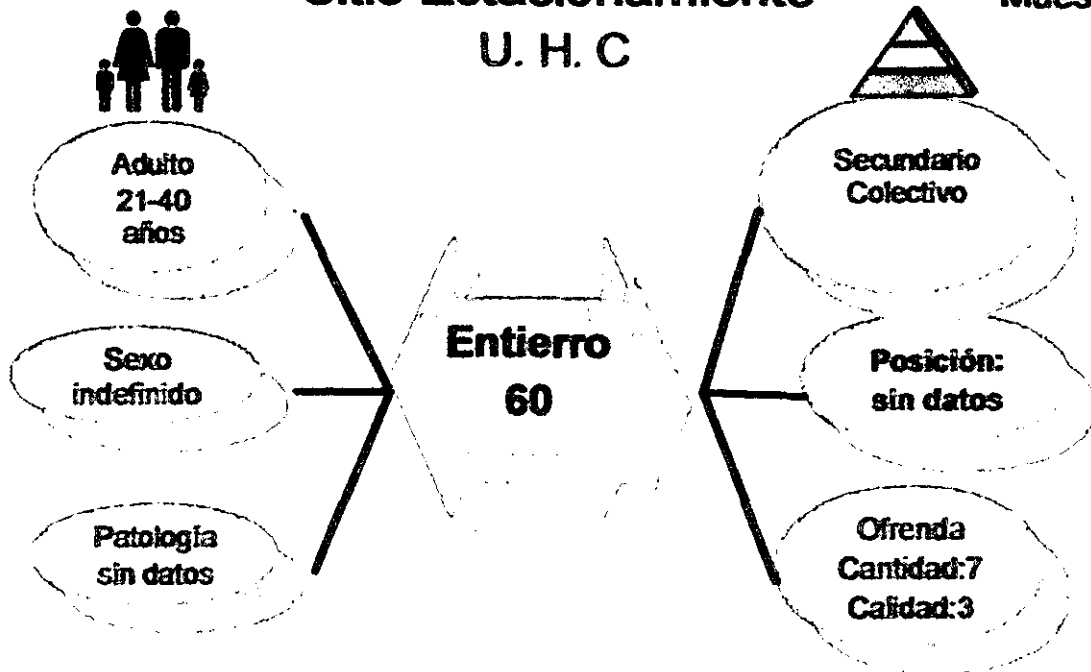 U. H. C
Adulto
21-40
años
Sexo
indefinido
Patología
sin datos
Entierro
60
Secundario
Colectivo
Posición:
sin datos
Ofrenda
Cantidad:7
Calidad:3